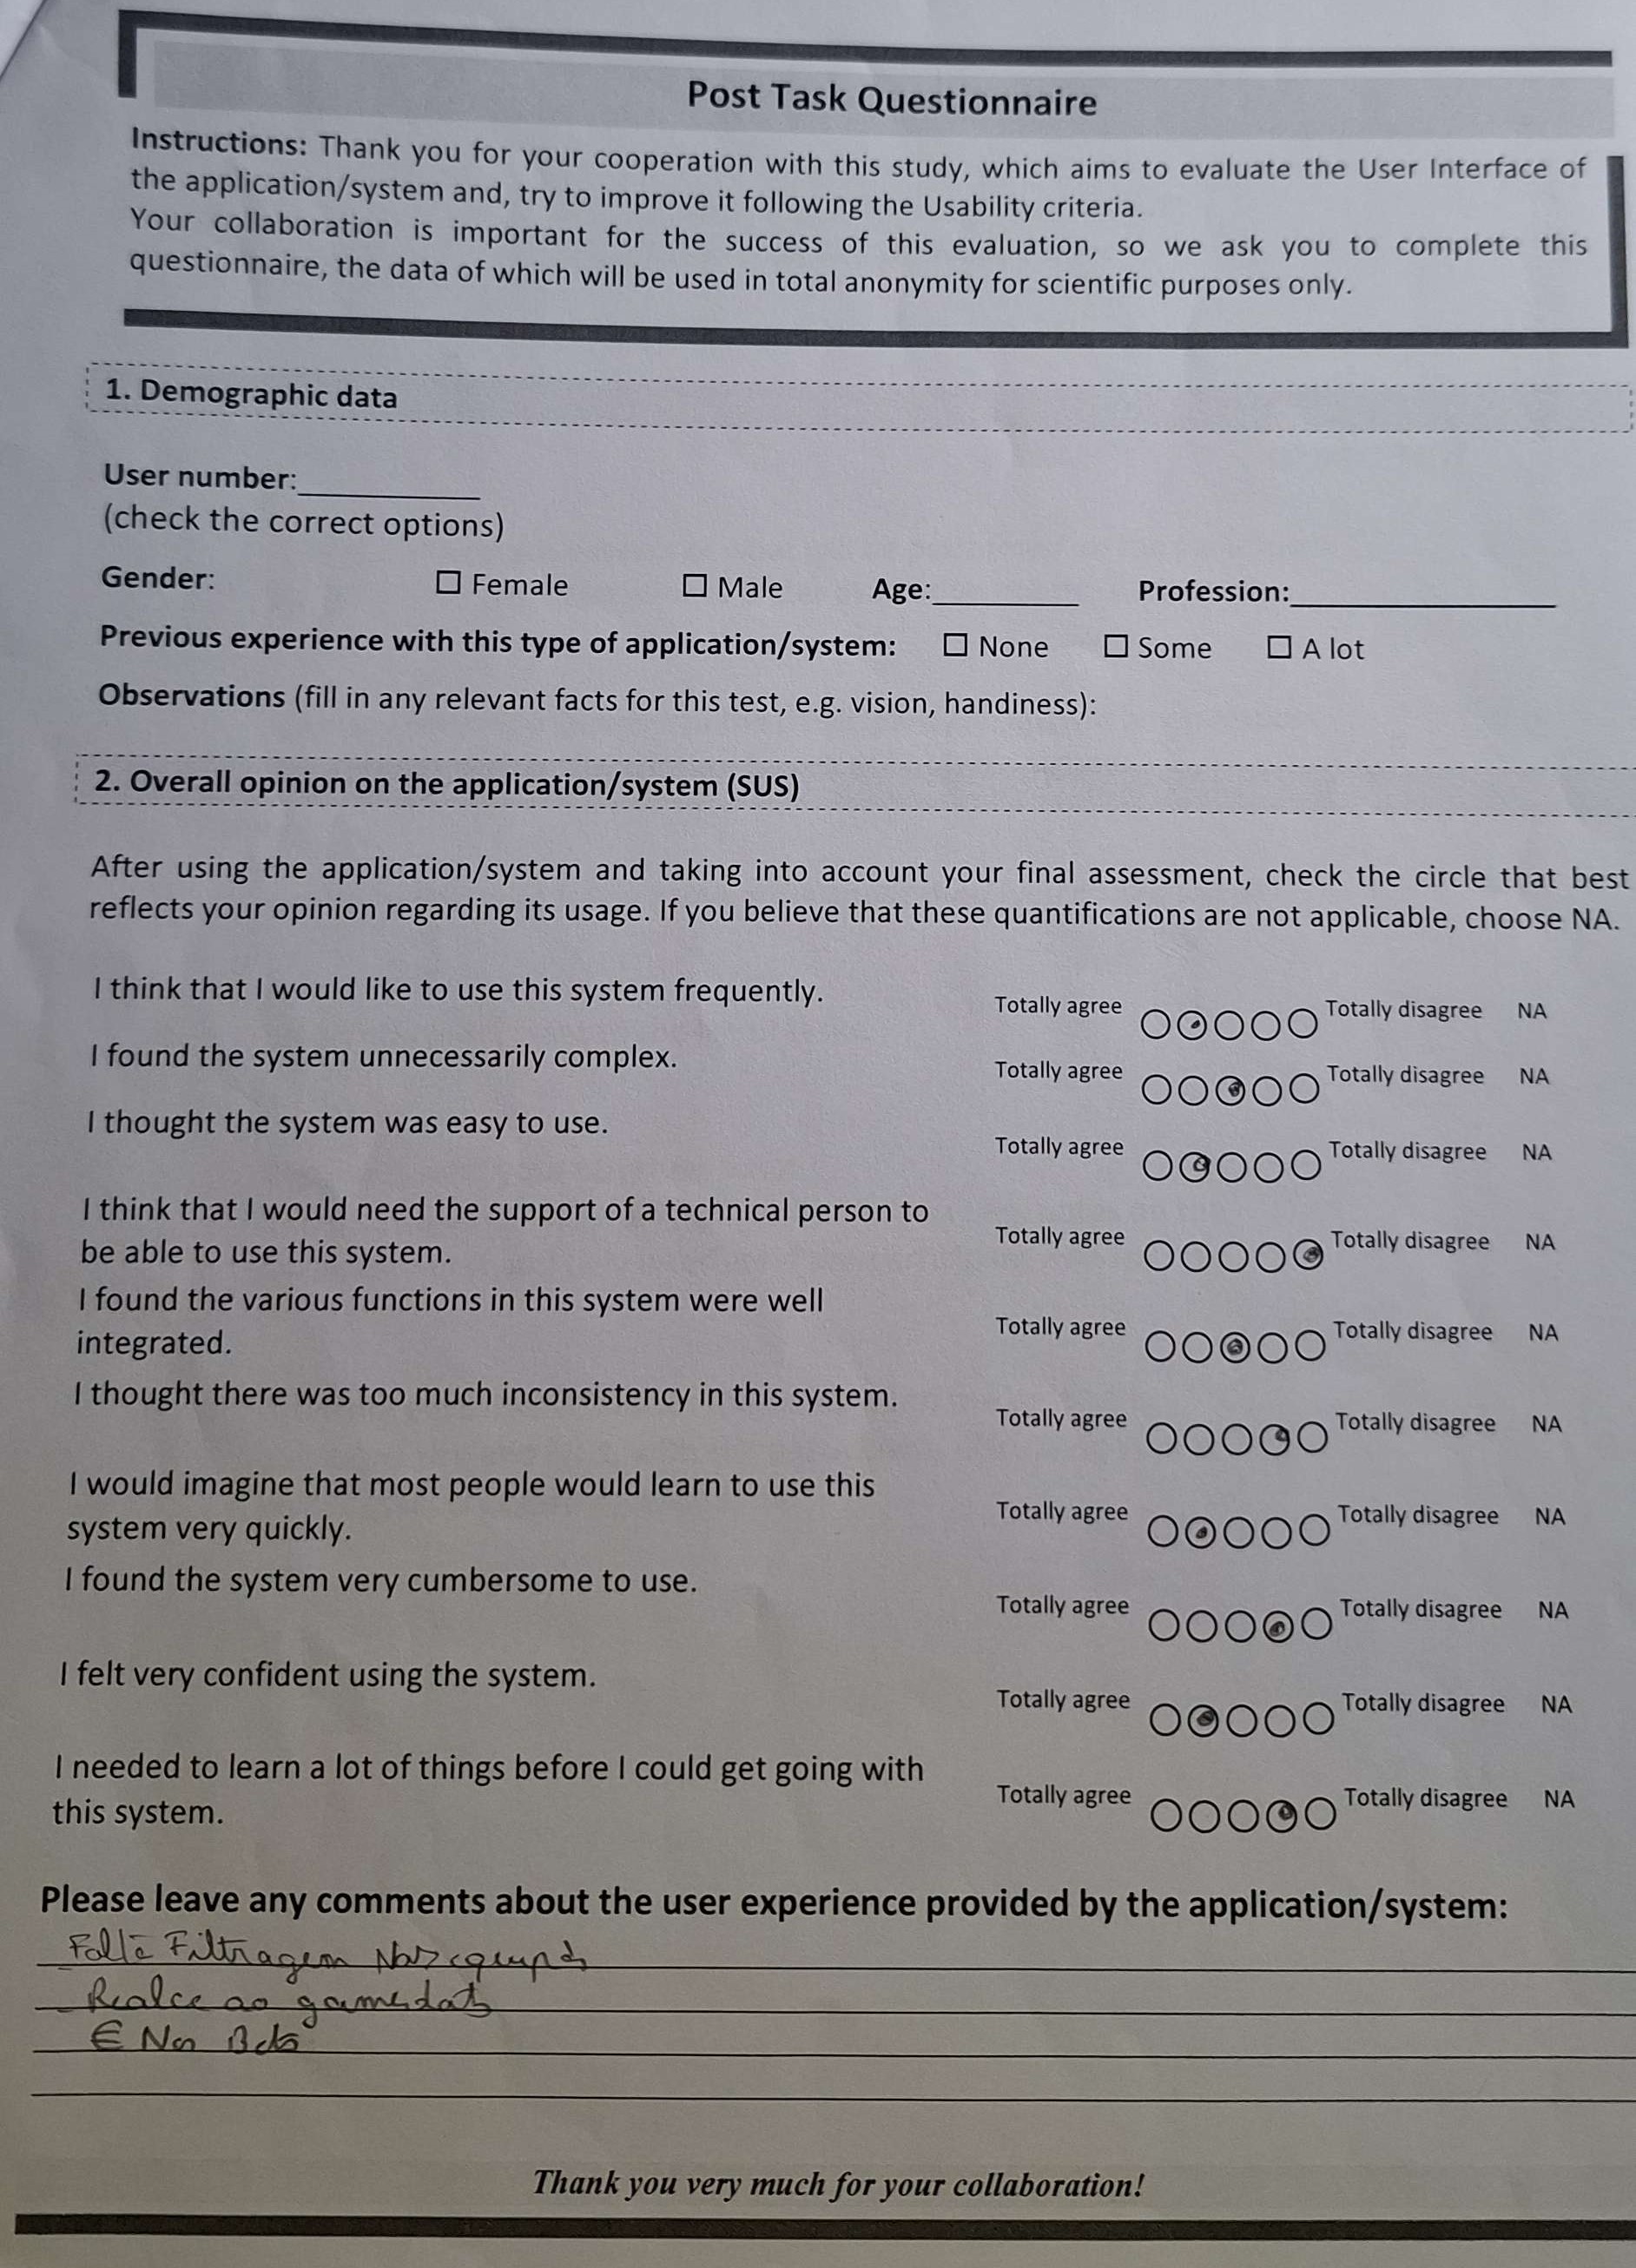 Post Task Questionnaire
Instructions: Thank you for your cooperation with this study, which aims to evaluate the User Interface of
the application/system and, try to improve it following the Usability criteria.
Your collaboration is important for the success of this evaluation, so we ask you to complete this
questionnaire, the data of which will be used in total anonymity for scientific purposes only.
1. Demographic data
User number:
(check the correct options)
Gender: Female Male Age: Profession:
Previous experience with this type of application/system: None Some A lot
Observations (fill in any relevant facts for this test, e.g. vision, handiness):
2. Overall opinion on the application/system (SUS)
After using the application/system and taking into account your final assessment, check the circle that best
reflects your opinion regarding its usage. If you believe that these quantifications are not applicable, choose NA.
I think that I would like to use this system frequently. Totally agree Totally disagree NA
I found the system unnecessarily complex. Totally agree Totally disagree NA
I thought the system was easy to use. Totally agree Totally disagree NA
I think that I would need the support of a technical person to
be able to use this system. Totally agree Totally disagree NA
I found the various functions in this system were well
integrated. Totally agree Totally disagree NA
I thought there was too much inconsistency in this system. Totally agree Totally disagree NA
I would imagine that most people would learn to use this
system very quickly. Totally agree Totally disagree NA
I found the system very cumbersome to use. Totally agree Totally disagree NA
I felt very confident using the system. Totally agree Totally disagree NA
I needed to learn a lot of things before I could get going with
this system. Totally agree Totally disagree NA
Please leave any comments about the user experience provided by the application/system:
Filtragem
Realce ao
€
Thank you very much for your collaboration!